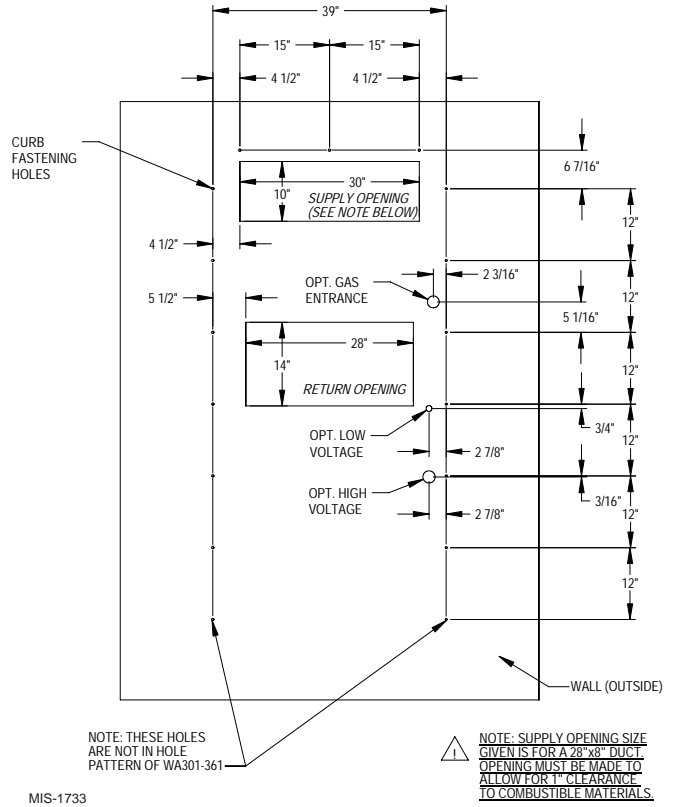 39"
15"
15"
4 1/2"
4 1/2"
CURB
FASTENING
HOLES
6 7/16"
30"
10"
SUPPLY OPENING
(SEE NOTE BELOW)
12"
4 1/2"
5 1/2"
OPT. GAS
ENTRANCE
2 3/16"
12"
5 1/16"
28"
14"
RETURN OPENING
12"
OPT. LOW
VOLTAGE
2 7/8"
3/4"
12"
OPT. HIGH
VOLTAGE
2 7/8"
3/16"
12"
12"
WALL (OUTSIDE)
NOTE: THESE HOLES
ARE NOT IN HOLE
PATTERN OF WA301-361
!
NOTE: SUPPLY OPENING SIZE
GIVEN IS FOR A 28"x8" DUCT.
OPENING MUST BE MADE TO
ALLOW FOR 1" CLEARANCE
TO COMBUSTIBLE MATERIALS.
MIS-1733